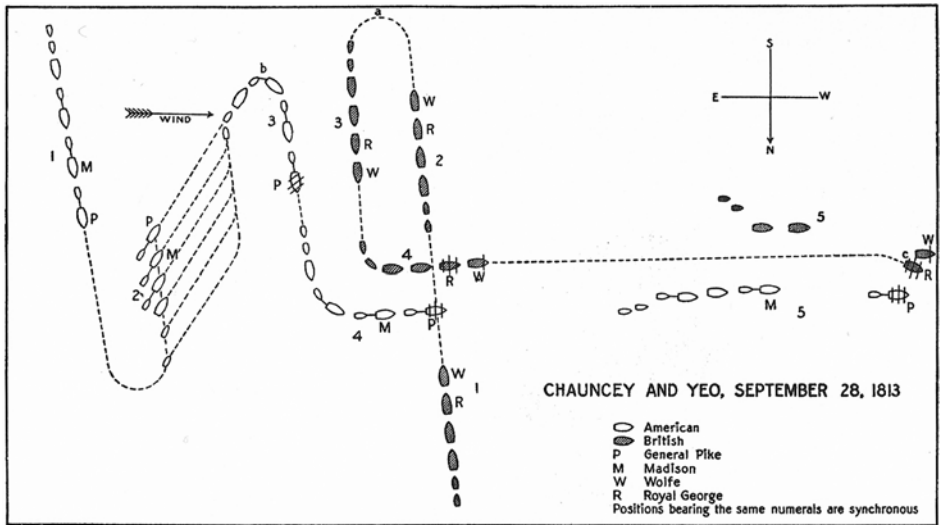 a
b
W
S
WIND
3
3
R
W
R
E
W
2
1
M
P
R
W
N
P
P
5
M
4
W
2
R
W
c
R
M
5
P
4
M
P
W
1
R
CHAUNCEY AND YEO, SEPTEMBER 28, 1813
American
British
P General Pike
M Madison
W Wolfe
R Royal George
Positions bearing the same numerals are synchronous